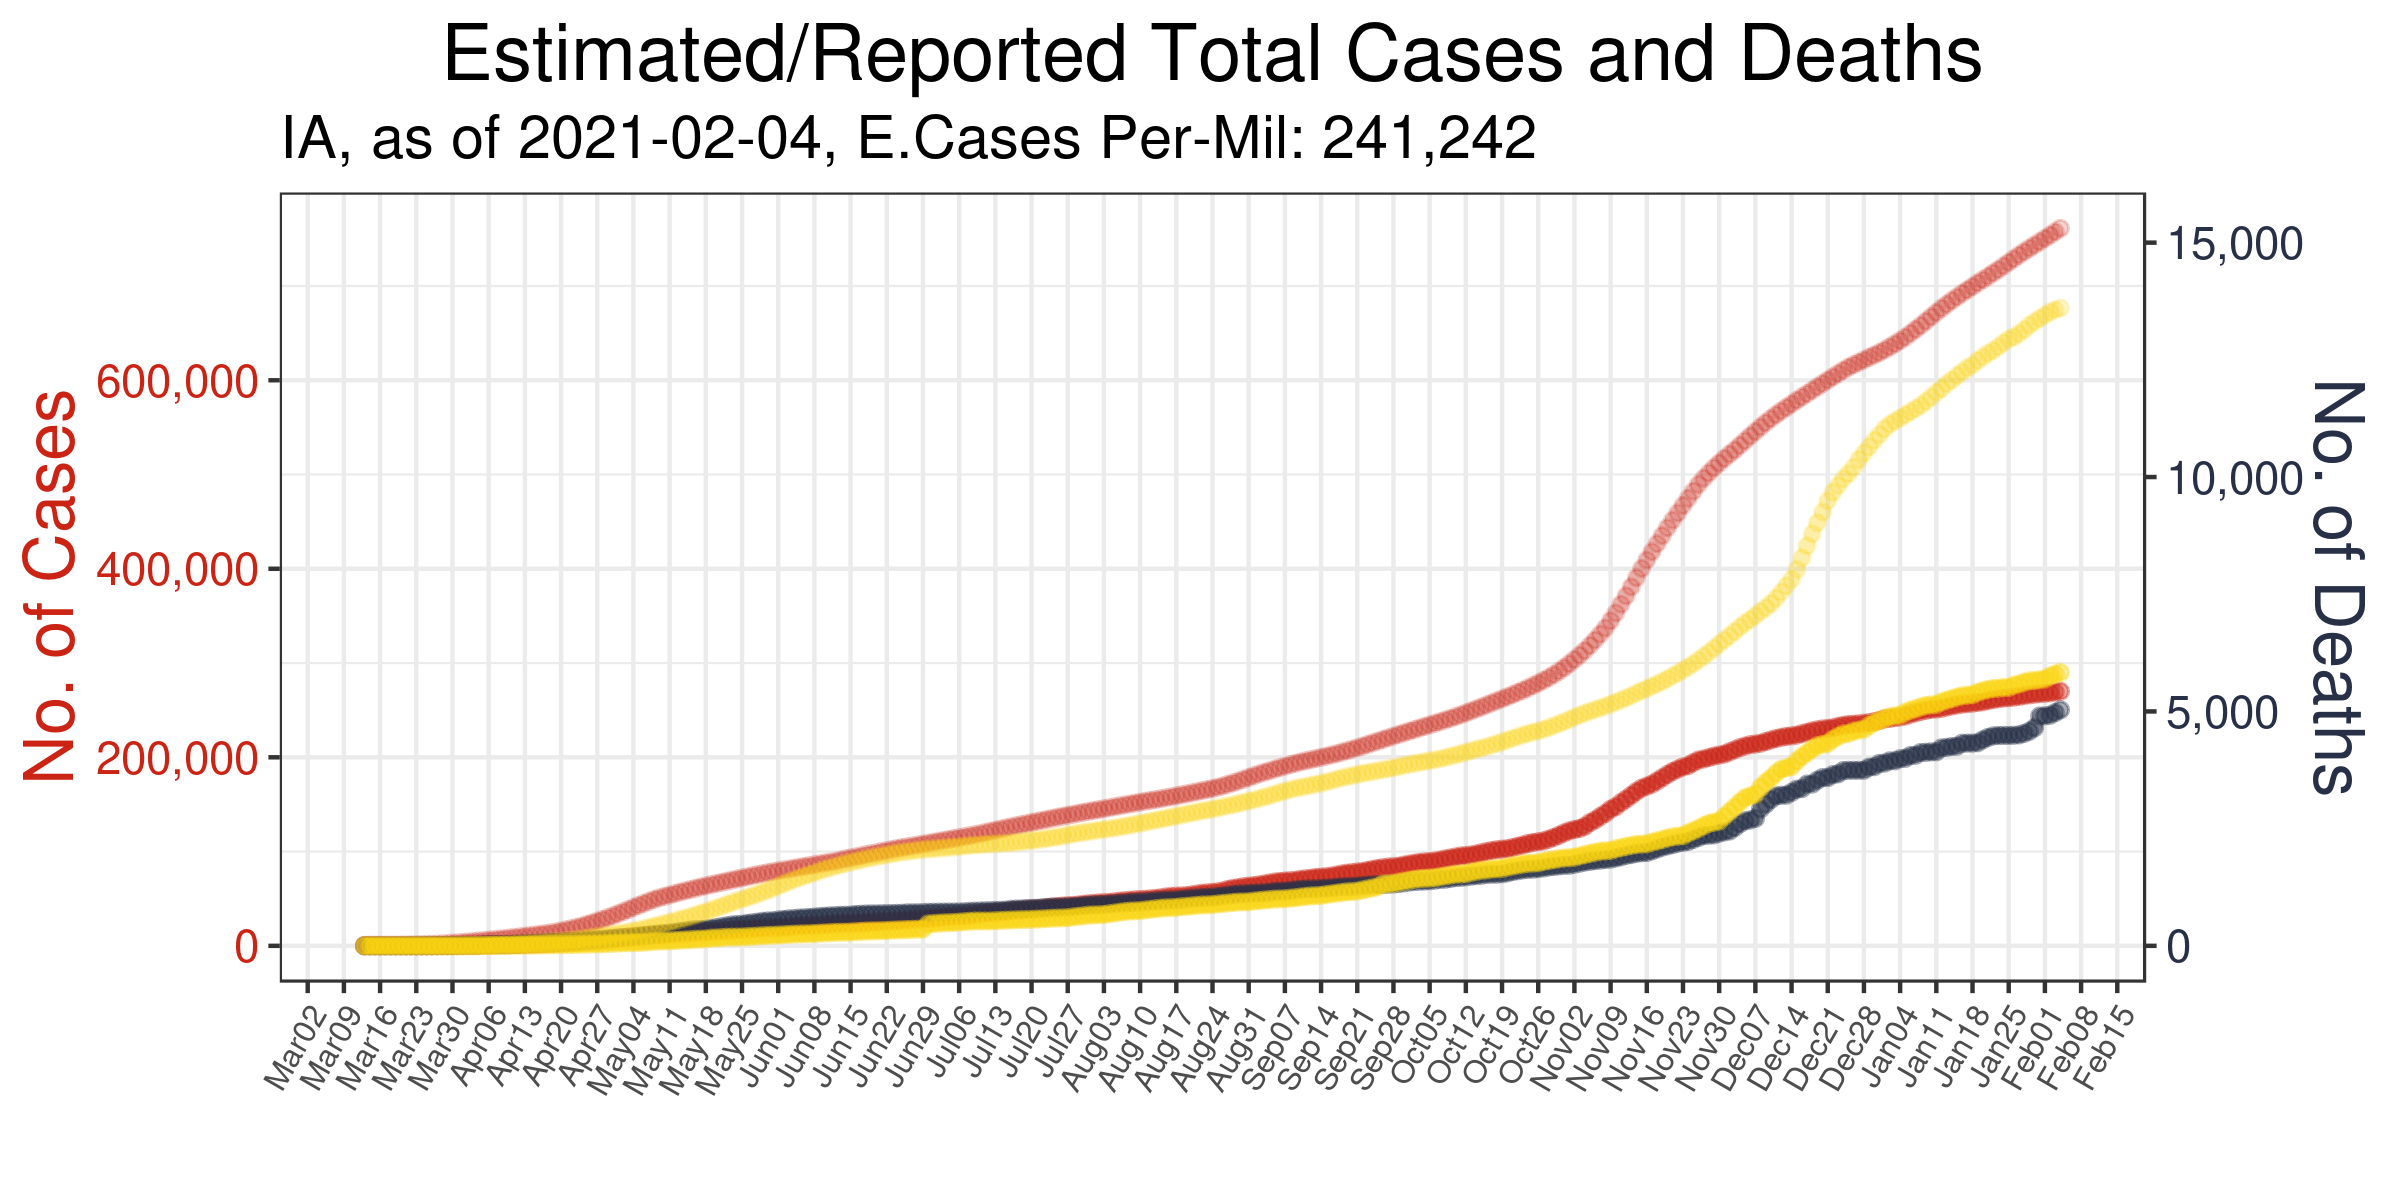 Estimated/Reported Total Cases and Deaths
IA, as of 2021-02-04, E.Cases Per-Mil: 241,242
No. of Cases
600,000
400,000
200,000
0
15,000
10,000
5,000
0
No. of Deaths
Mar02
Mar09
Mar16
Mar23
Mar30
Apr06
Apr13
Apr20
Apr27
May04
May11
May18
May25
Jun01
Jun08
Jun15
Jun22
Jun29
Jul06
Jul13
Jul20
Jul27
Aug03
Aug10
Aug17
Aug24
Aug31
Sep07
Sep14
Sep21
Sep28
Oct05
Oct12
Oct19
Oct26
Nov02
Nov09
Nov16
Nov23
Nov30
Dec07
Dec14
Dec21
Dec28
Jan04
Jan11
Jan18
Jan25
Feb01
Feb08
Feb15